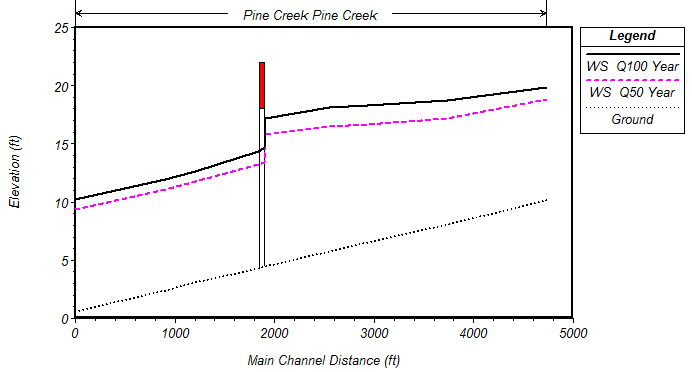 Pine Creek Pine Creek
25
20
15
10
5
0
Elevation (ft)
0 1000 2000 3000 4000 5000
Main Channel Distance (ft)
Legend
WS Q100 Year
WS Q50 Year
Ground